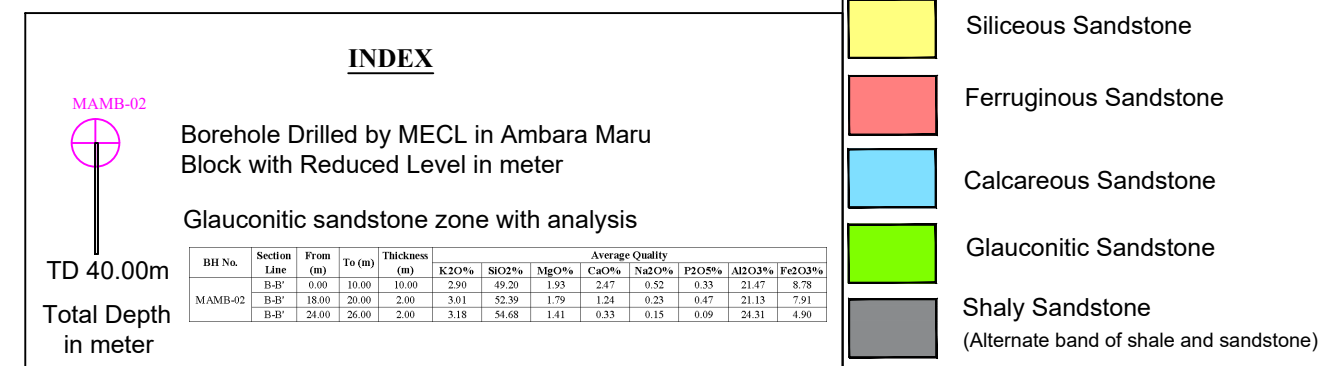 INDEX
MAMB-02
Borehole Drilled by MECL in Ambara Maru
Block with Reduced Level in meter
Glauconitic sandstone zone with analysis
TD 40.00m
Total Depth
in meter
BH No. Section Line From (m) To (m) Thickness (m) Average Quality
K2O% SiO2% MgO% CaO% Na2O% P2O5% Al2O3% Fe2O3%
MAMB-02 B-B' 0.00 10.00 10.00 2.90 49.20 1.93 2.47 0.52 0.33 21.47 8.78
B-B' 18.00 20.00 2.00 3.01 52.39 1.79 1.24 0.23 0.47 21.13 7.91
B-B' 24.00 26.00 2.00 3.18 54.68 1.41 0.33 0.15 0.09 24.31 4.90
Siliceous Sandstone
Ferruginous Sandstone
Calcareous Sandstone
Glauconitic Sandstone
Shaly Sandstone
(Alternate band of shale and sandstone)